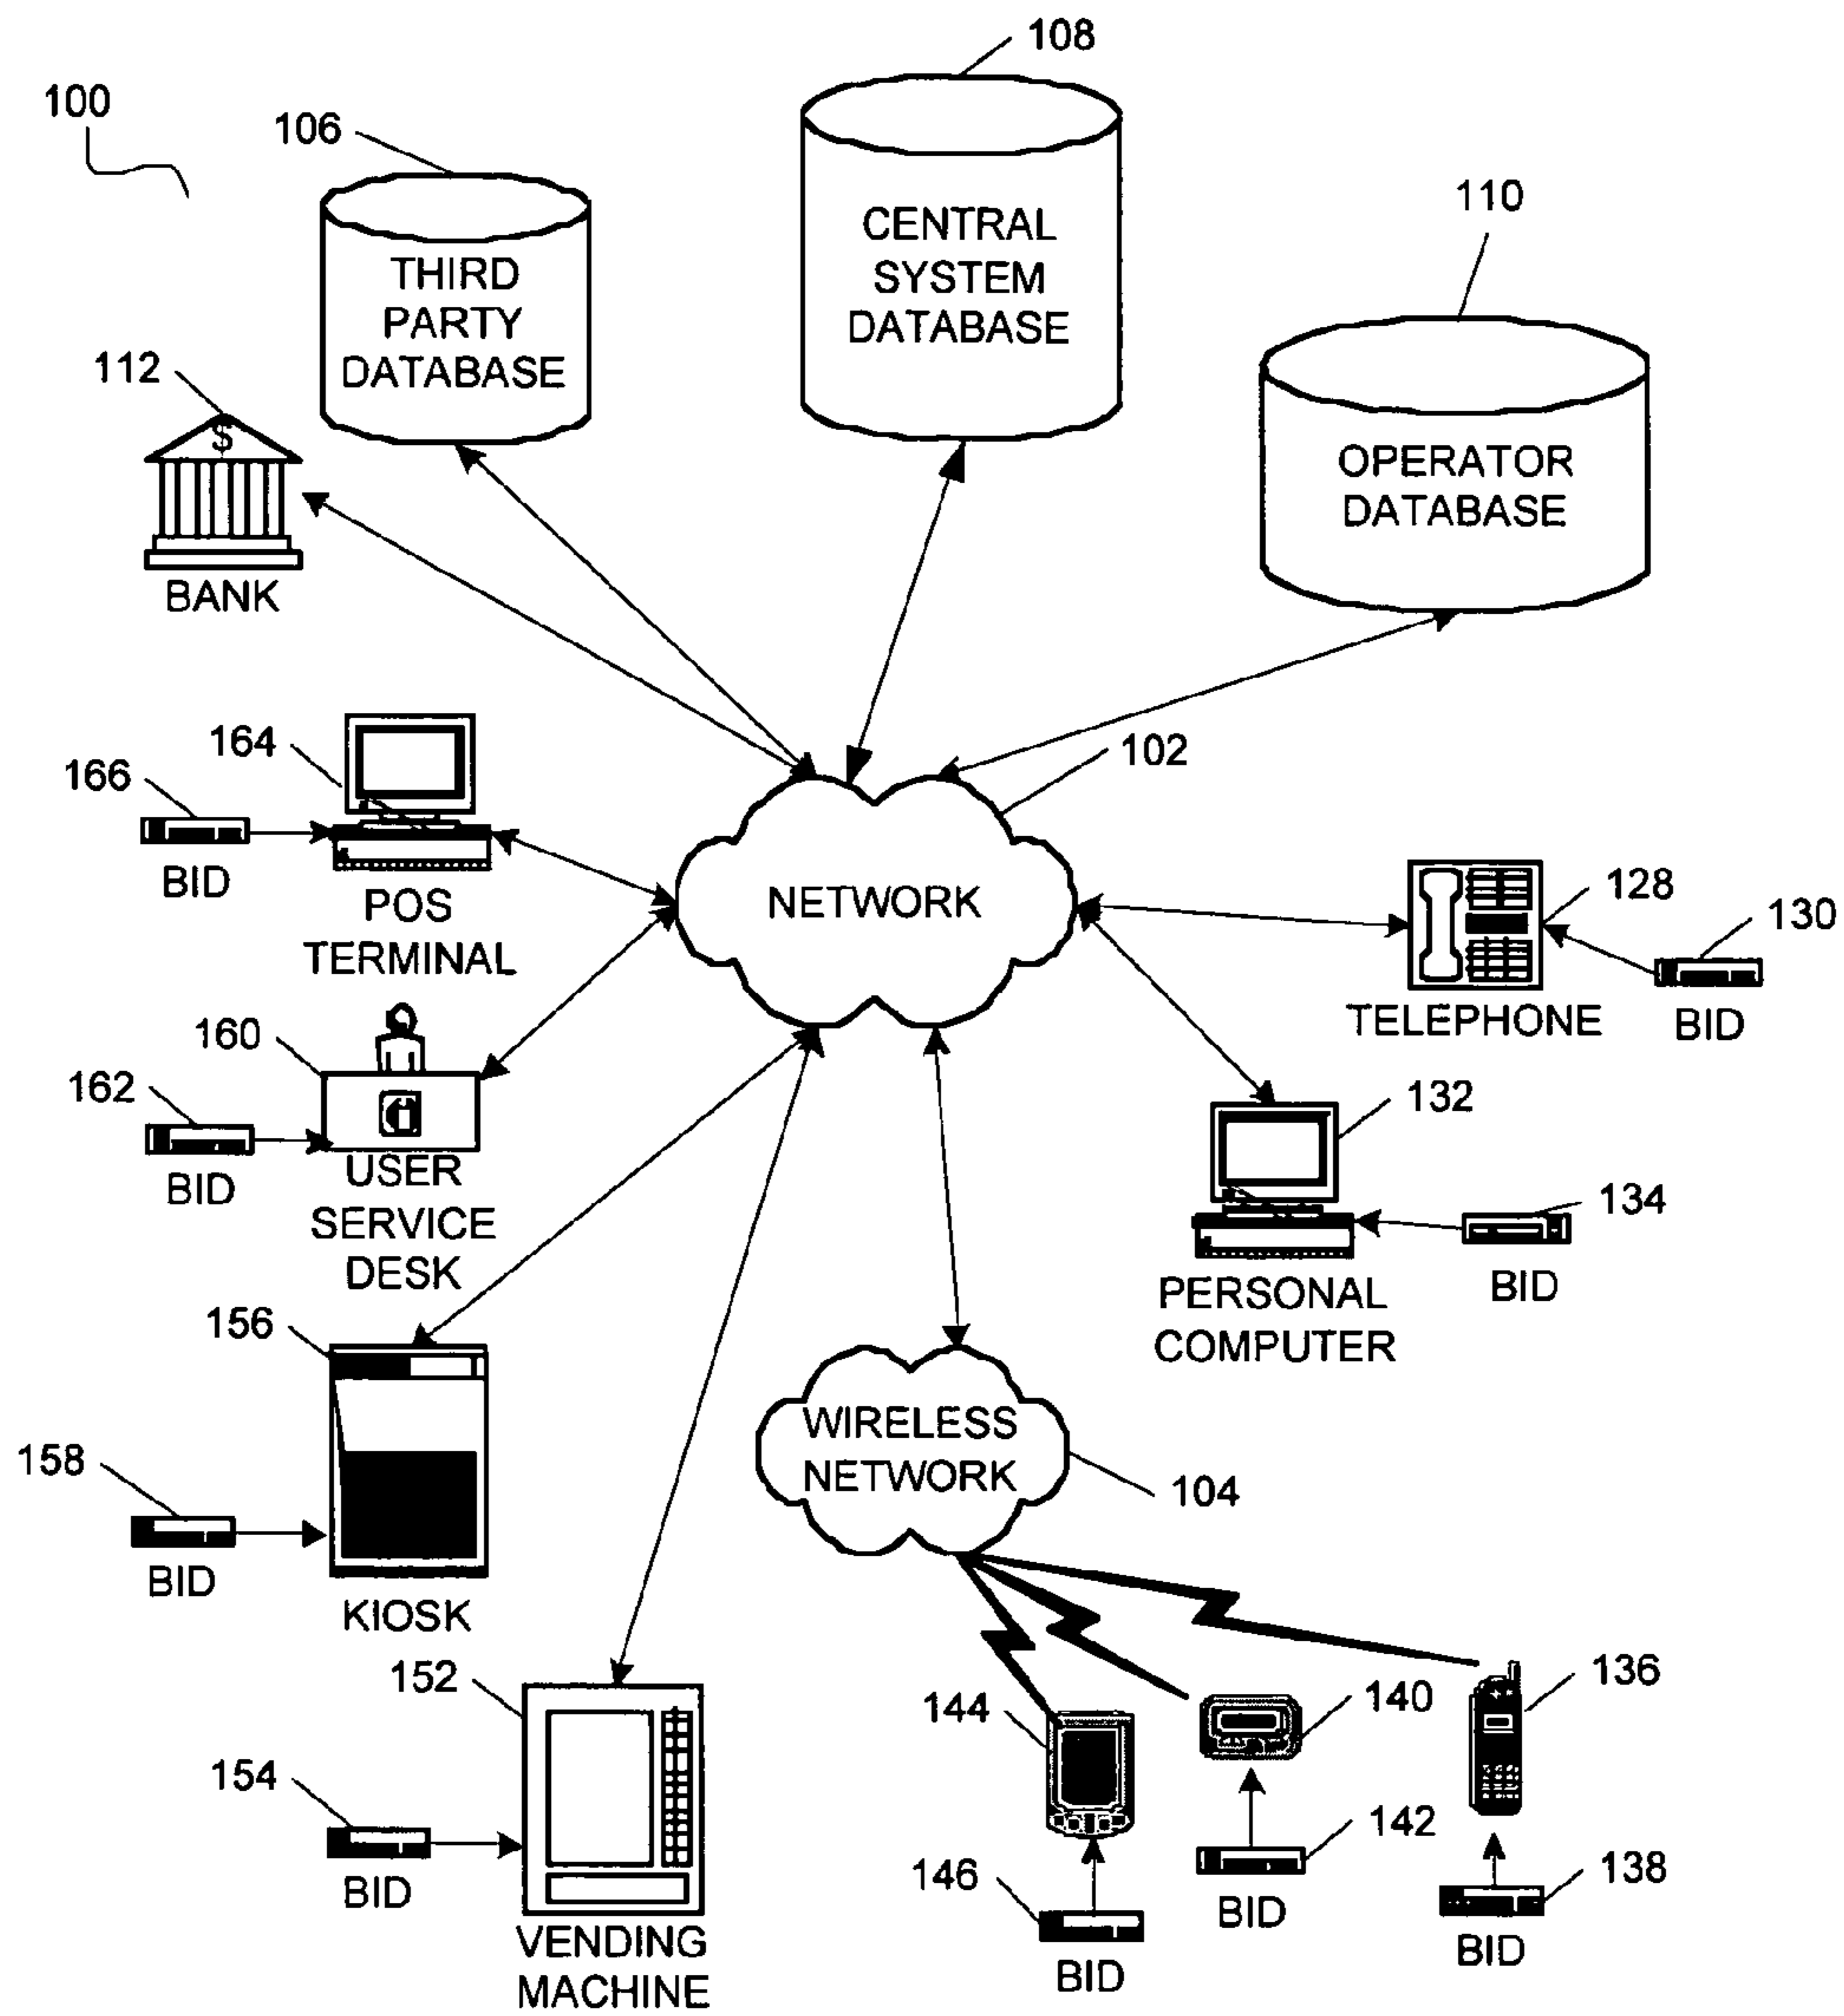 108
100
106
110
CENTRAL
SYSTEM
DATABASE
THIRD
PARTY
DATABASE
112
$
OPERATOR
DATABASE
BANK
164
102
166
BID
POS
TERMINAL
NETWORK
128
130
TELEPHONE
BID
160
162
BID
USER
SERVICE
DESK
132
134
BID
PERSONAL
COMPUTER
156
158
BID
KIOSK
WIRELESS
NETWORK
104
152
154
BID
VENDING
MACHINE
144
140
136
146
BID
142
BID
138
BID